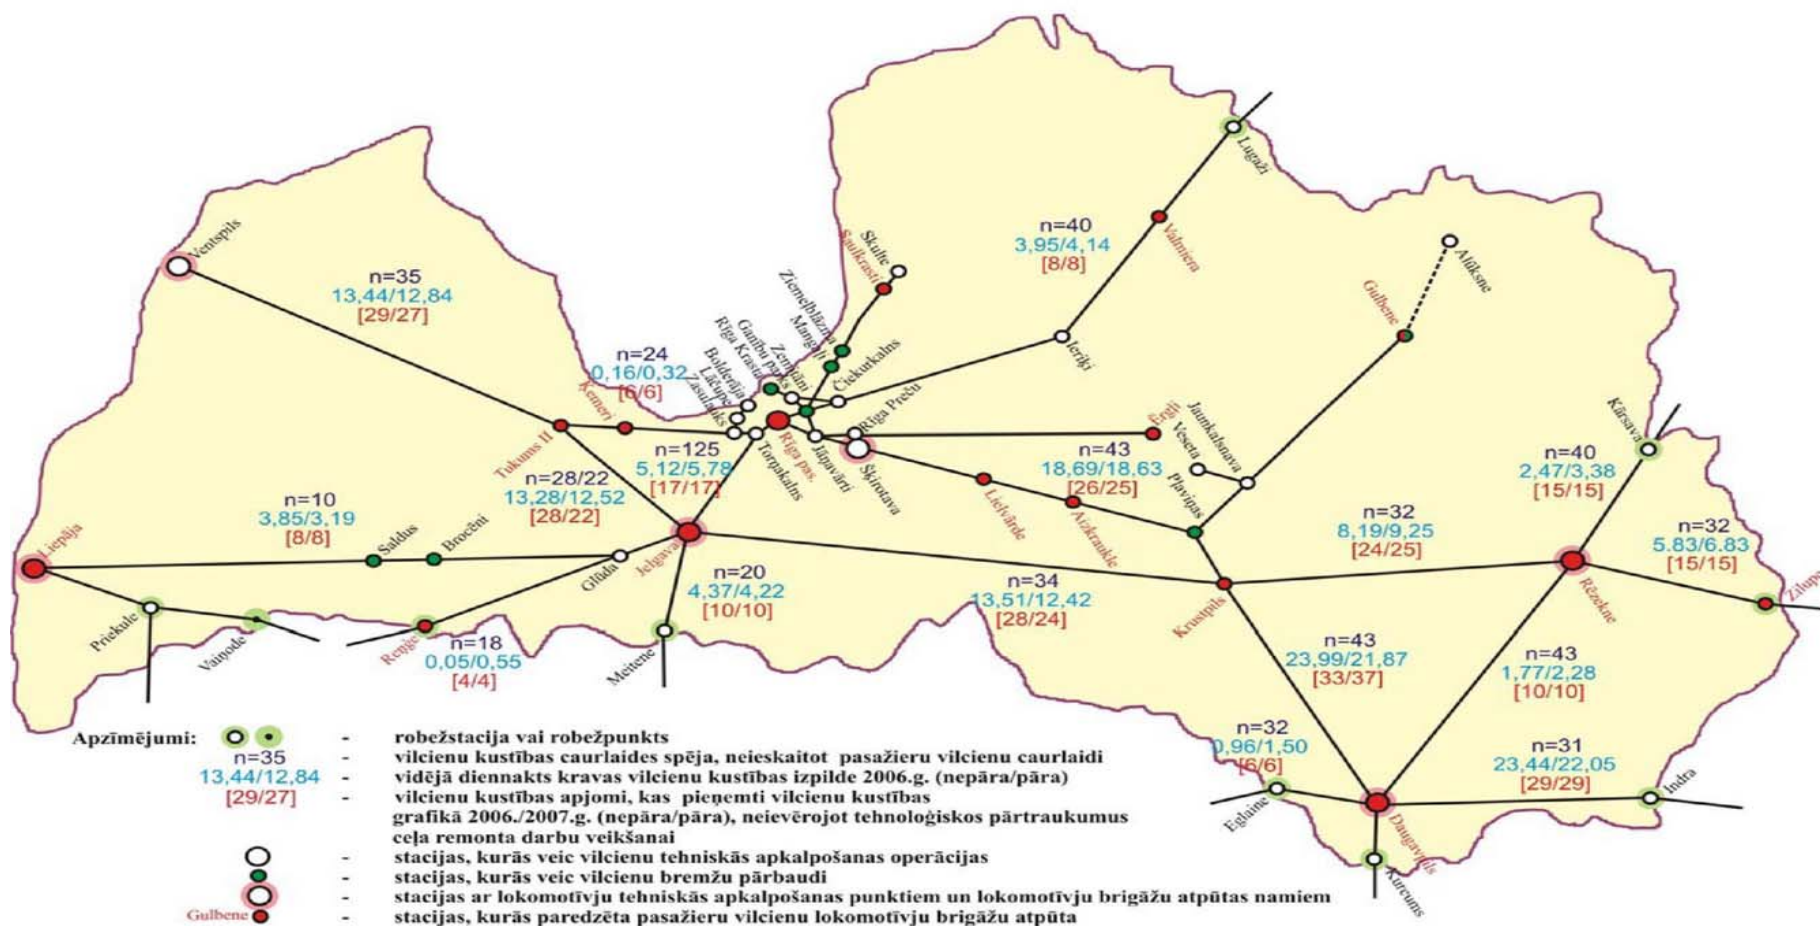 Ventspils
n=35
13,44/12,84
[29/27]
n=24
0,16/0,32
[6/6]
Ķemeri
Tukums II
Zasulauks
Lāčupe
Bolderāja
Rīga Krasta
Ganību parks
Zemitāni
Mangaļi
Ziemeļblāzma
Saulkrasti
Skulte
Čiekurkalns
Rīga Preču
Rīga pas.
Torņakalns
Jāņavārti
Šķirotava
n=40
3,95/4,14
[8/8]
Lugaži
Valmiera
Ieriķi
Alūksne
Gulbene
Ērgļi
Jaunkalsnava
Veseta
Pļaviņas
Lielvārde
Aizkraukle
n=43
18,69/18,63
[26/25]
n=125
5,12/5,78
[17/17]
n=28/22
13,28/12,52
[28/22]
n=10
3,85/3,19
[8/8]
Liepāja
Saldus
Brocēni
Glūda
Jelgava
Priekule
Vaiņode
Reņģe
n=18
0,05/0,55
[4/4]
Meitene
n=20
4,37/4,22
[10/10]
n=34
13,51/12,42
[28/24]
Krustpils
n=32
8,19/9,25
[24/25]
Kārsava
n=40
2,47/3,38
[15/15]
n=32
5.83/6.83
[15/15]
Rēzekne
Zilupe
n=43
23,99/21,87
[33/37]
n=43
1,77/2,28
[10/10]
n=32
0,96/1,50
[6/6]
Eglaine
n=31
23,44/22,05
[29/29]
Indra
Daugavpils
Kurcums
Apzīmējumi: - robežstacija vai robežpunkts
n=35 - vilcienu kustības caurlaides spēja, neieskaitot pasažieru vilcienu caurlaidi
13,44/12,84 - vidējā diennakts kravas vilcienu kustības izpilde 2006.g. (nepāra/pāra)
[29/27] - vilcienu kustības apjomi, kas pieņemti vilcienu kustības
grafikā 2006./2007.g. (nepāra/pāra), neievērojot tehnoloģiskos pārtraukumus
ceļa remonta darbu veikšanai
- stacijas, kurās veic vilcienu tehniskās apkalpošanas operācijas
- stacijas, kurās veic vilcienu bremžu pārbaudi
- stacijas ar lokomotīvju tehniskās apkalpošanas punktiem un lokomotīvju brigāžu atpūtas namiem
Gulbene - stacijas, kurās paredzēta pasažieru vilcienu lokomotīvju brigāžu atpūta